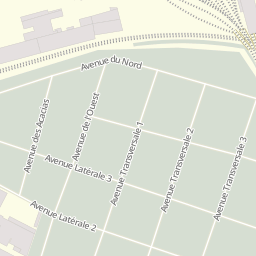 Avenue du Nord
Avenue des Acacias
Avenue de l'Ouest
Avenue Transversale 1
Avenue Transversale 2
Avenue Transversale 3
Avenue Latérale 3
Avenue Latérale 2